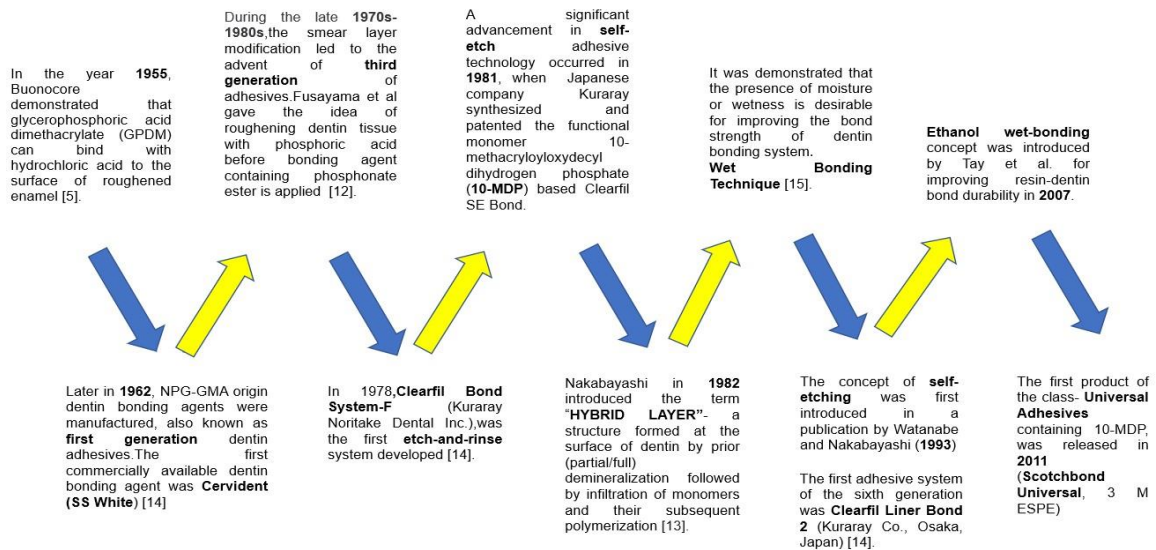 In the year 1955,
Buonocore
demonstrated that
glycerophosphoric acid
dimethacrylate (GPDM)
can bind with
hydrochloric acid to the
surface of roughened
enamel [5].
Later in 1962, NPG-GMA origin
dentin bonding agents were
manufactured, also known as
first generation dentin
adhesives.The first
commercially available dentin
bonding agent was Cervident
(SS White) [14]
During the late 1970s-
1980s,the smear layer
modification led to the
advent of third
generation of
adhesives.Fusayama et al
gave the idea of
roughening dentin tissue
with phosphoric acid
before bonding agent
containing phosphonate
ester is applied [12].
In 1978,Clearfil Bond
System-F (Kuraray
Noritake Dental Inc.),was
the first etch-and-rinse
system developed [14].
A significant
advancement in self-
etch adhesive
technology occurred in
1981, when Japanese
company Kuraray
synthesized and
patented the functional
monomer 10-
methacryloyloxydecyl
dihydrogen phosphate
(10-MDP) based Clearfil
SE Bond.
Nakabayashi in 1982
introduced the term
“HYBRID LAYER”- a
structure formed at the
surface of dentin by prior
(partial/full)
demineralization followed
by infiltration of monomers
and their subsequent
polymerization [13].
It was demonstrated that
the presence of moisture
or wetness is desirable
for improving the bond
strength of dentin
bonding system.
Wet Bonding
Technique [15].
The concept of self-
etching was first
introduced in a
publication by Watanabe
and Nakabayashi (1993)
The first adhesive system
of the sixth generation
was Clearfil Liner Bond
2 (Kuraray Co., Osaka,
Japan) [14].
Ethanol wet-bonding
concept was introduced
by Tay et al. for
improving resin-dentin
bond durability in 2007.
The first product of
the class- Universal
Adhesives
containing 10-MDP,
was released in
2011
(Scotchbond
Universal, 3 M
ESPE)